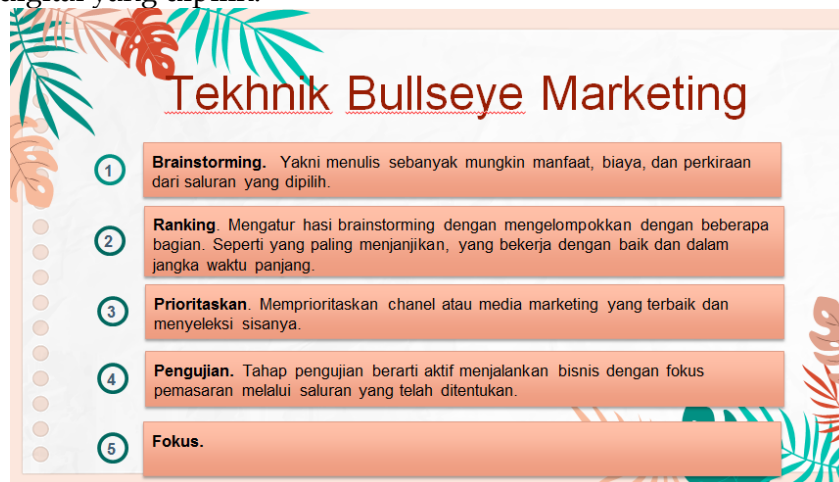 digital yang dipilih.
Tekhnik Bullseye Marketing
1
Brainstorming. Yakni menulis sebanyak mungkin manfaat, biaya, dan perkiraan
dari saluran yang dipilih.
2
Ranking. Mengatur hasi brainstorming dengan mengelompokkan dengan beberapa
bagian. Seperti yang paling menjanjikan, yang bekerja dengan baik dan dalam
jangka waktu panjang.
3
Prioritaskan. Memprioritaskan chanel atau media marketing yang terbaik dan
menyeleksi sisanya.
4
Pengujian. Tahap pengujian berarti aktif menjalankan bisnis dengan fokus
pemasaran melalui saluran yang telah ditentukan.
5
Fokus.